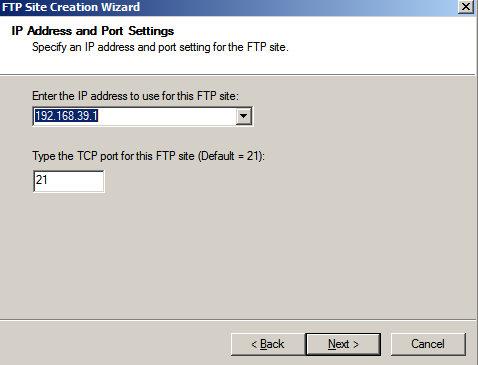 FTP Site Creation Wizard
IP Address and Port Settings
Specify an IP address and port setting for the FTP site.
Enter the IP address to use for this FTP site:
192.168.39.1
Type the TCP port for this FTP site (Default = 21):
21
< Back Next > Cancel